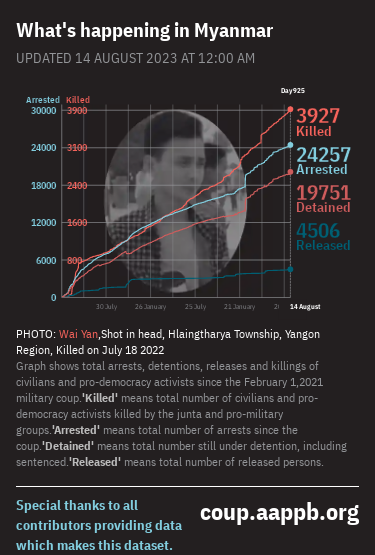 What's happening in Myanmar
UPDATED 14 AUGUST 2023 AT 12:00 AM
Day925
Arrested Killed
30000 3900
24000 3100
18000 2400
12000 1600
6000 800
0
3927
Killed
24257
Arrested
19751
Detained
4506
Released
30 July 26 January 25 July 21 January 14 August
PHOTO: Wai Yan,Shot in head, Hlaingtharya Township, Yangon
Region, Killed on July 18 2022
Graph shows total arrests, detentions, releases and killings of
civilians and pro-democracy activists since the February 1,2021
military coup.'Killed' means total number of civilians and pro-
democracy activists killed by the junta and pro-military
groups.'Arrested' means total number of arrests since the
coup.'Detained' means total number still under detention, including
sentenced.'Released' means total number of released persons.
Special thanks to all
contributors providing data
which makes this dataset.
coup.aappb.org